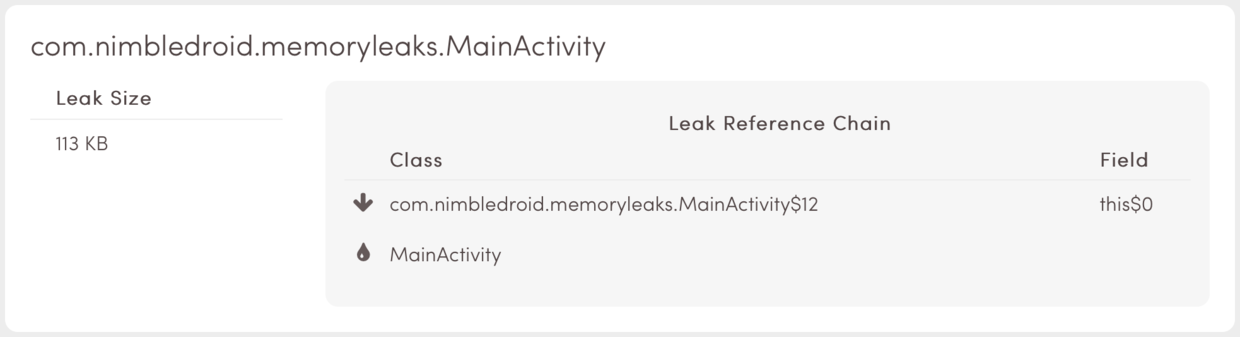 com.nimbledroid.memoryleaks.MainActivity
Leak Size
113 KB
Leak Reference Chain
Class Field
com.nimbledroid.memoryleaks.MainActivity$12 this$0
MainActivity